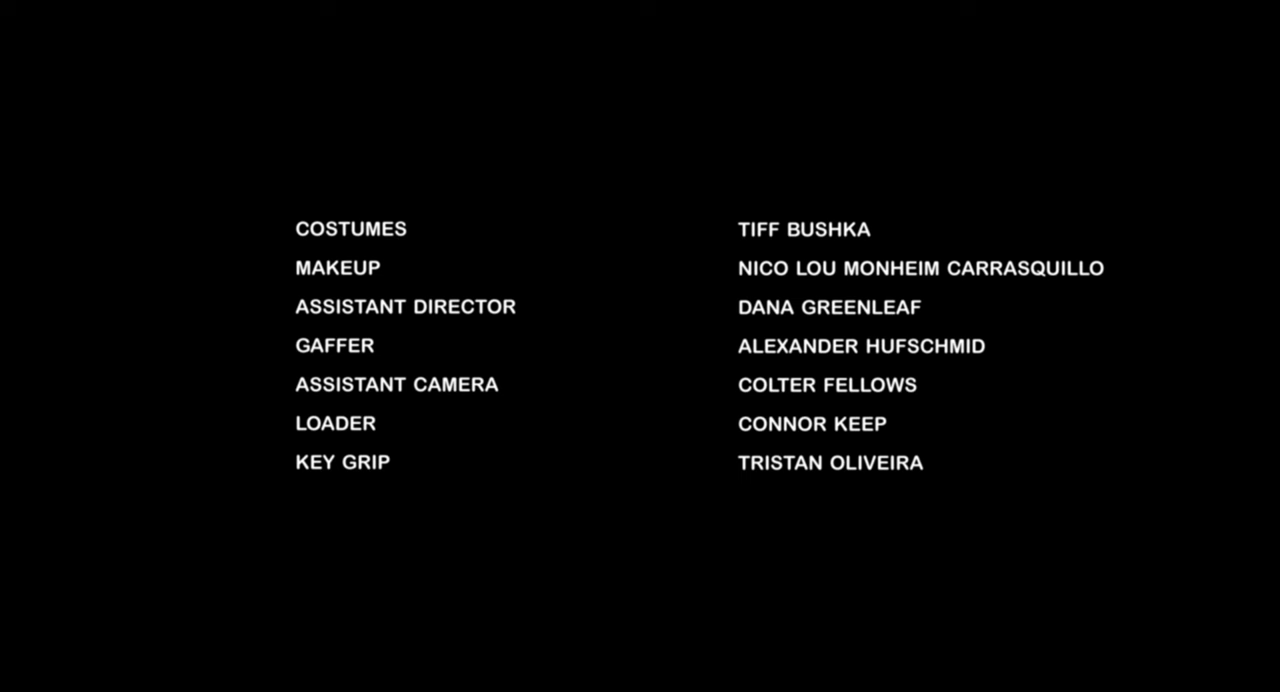 COSTUMES TIFF BUSHKA
MAKEUP NICO LOU MONHEIM CARRASQUILLO
ASSISTANT DIRECTOR DANA GREENLEAF
GAFFER ALEXANDER HUFSCHMID
ASSISTANT CAMERA COLTER FELLOWS
LOADER CONNOR KEEP
KEY GRIP TRISTAN OLIVEIRA